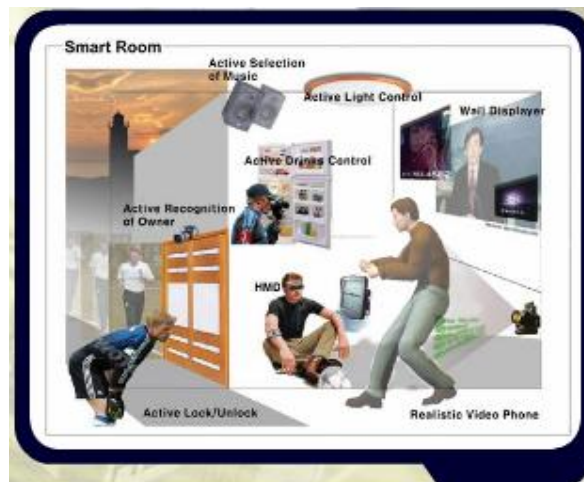 Smart Room
Active Selection
of Music
Active Light Control
Wall Displayer
Active Drinks Control
Active Recognition
of Owner
HMD
Active Lock/Unlock
Realistic Video Phone